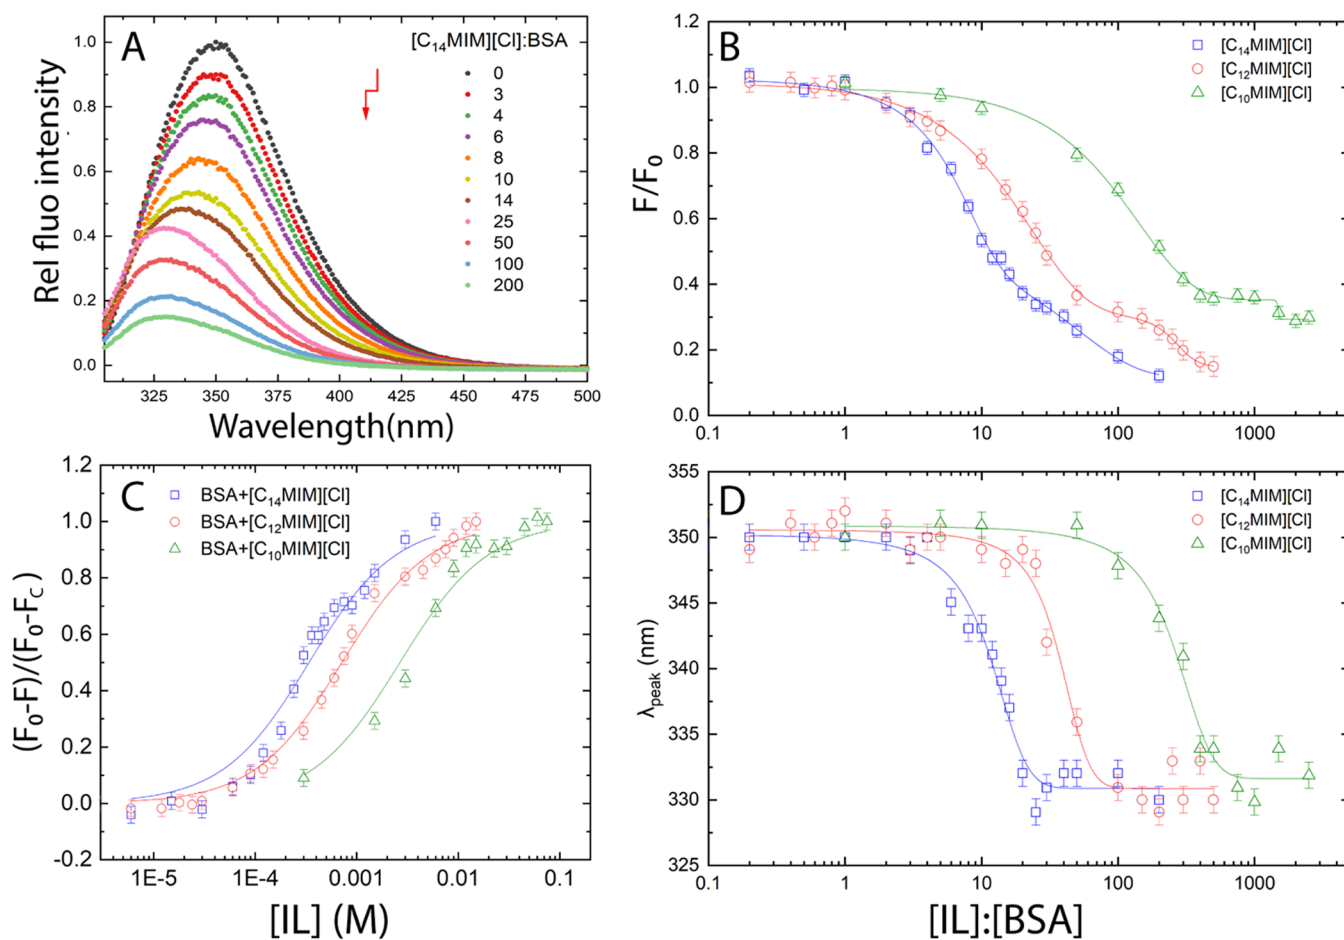 A
[C₁₄MIM][Cl]:BSA
0
3
4
6
8
10
14
25
50
100
200
1.0
0.8
0.6
0.4
0.2
0.0
Rel fluo intensity
325 350 375 400 425 450 475 500
Wavelength(nm)
B
[C₁₄MIM][Cl]
[C₁₂MIM][Cl]
[C₁₀MIM][Cl]
1.2
1.0
0.8
0.6
0.4
0.2
0.0
F/F₀
0.1 1 10 100 1000
C
BSA+[C₁₄MIM][Cl]
BSA+[C₁₂MIM][Cl]
BSA+[C₁₀MIM][Cl]
1.2
1.0
0.8
0.6
0.4
0.2
0.0
-0.2
(F₀-F)/(F₀-F_C)
1E-5 1E-4 0.001 0.01 0.1
[IL] (M)
D
[C₁₄MIM][Cl]
[C₁₂MIM][Cl]
[C₁₀MIM][Cl]
355
350
345
340
335
330
325
λpeak (nm)
0.1 1 10 100 1000
[IL]:[BSA]